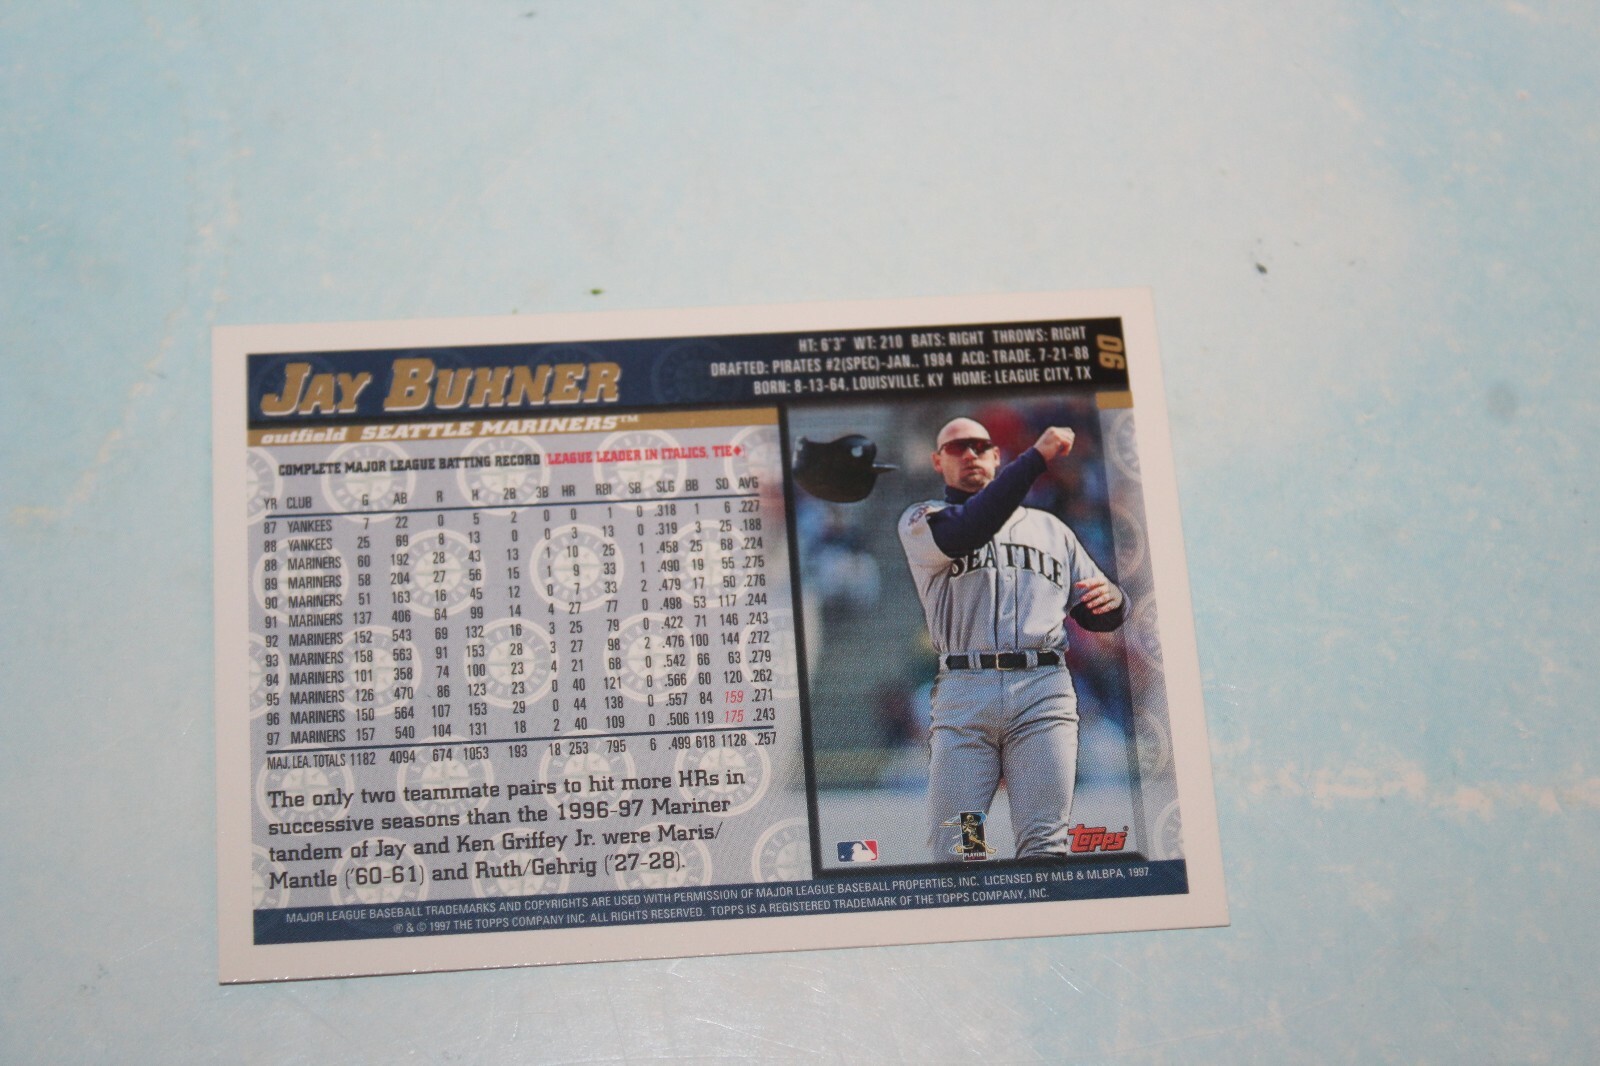 JAY BUHNER
HT: 6'3" WT: 210 BATS: RIGHT THROWS: RIGHT
DRAFTED: PIRATES #2(SPEC)-JAN.. 1984 ACQ: TRADE. 7-21-88
BORN: 8-13-64, LOUISVILLE, KY HOME: LEAGUE CITY, TX
90
outfield SEATTLE MARINERS™
COMPLETE MAJOR LEAGUE BATTING RECORD LEAGUE LEADER IN ITALICS, TIE♦
YR CLUB G AB R H 2B 3B HR RBI SB SLG BB SO AVG
87 YANKEES 7 22 0 5 2 0 0 1 0 .318 1 6 .227
88 YANKEES 25 69 8 13 0 0 3 13 0 .319 3 25 .188
88 MARINERS 60 192 28 43 13 1 10 25 1 .458 25 68 .224
89 MARINERS 58 204 27 56 15 1 9 33 1 .490 19 55 .275
90 MARINERS 51 163 16 45 12 0 7 33 2 .479 17 50 .276
91 MARINERS 137 406 64 99 14 4 27 77 0 .498 53 117 .244
92 MARINERS 152 543 69 132 16 3 25 79 0 .422 71 146 .243
93 MARINERS 158 563 91 153 28 3 27 98 2 .476 100 144 .272
94 MARINERS 101 358 74 100 23 4 21 68 0 .542 66 63 .279
95 MARINERS 126 470 86 123 23 0 40 121 0 .566 60 120 .262
96 MARINERS 150 564 107 153 29 0 44 138 0 .557 84 159 .271
97 MARINERS 157 540 104 131 18 2 40 109 0 .506 119 175 .243
MAJ. LEA. TOTALS 1182 4094 674 1053 193 18 253 795 6 .499 618 1128 .257
The only two teammate pairs to hit more HRs in
successive seasons than the 1996-97 Mariner
tandem of Jay and Ken Griffey Jr. were Maris/
Mantle ('60-61) and Ruth/Gehrig ('27-28).
SEATTLE
PLAYERS
Topps®
MAJOR LEAGUE BASEBALL TRADEMARKS AND COPYRIGHTS ARE USED WITH PERMISSION OF MAJOR LEAGUE BASEBALL PROPERTIES, INC. LICENSED BY MLB & MLBPA, 1997.
® & © 1997 THE TOPPS COMPANY INC. ALL RIGHTS RESERVED. TOPPS IS A REGISTERED TRADEMARK OF THE TOPPS COMPANY, INC.